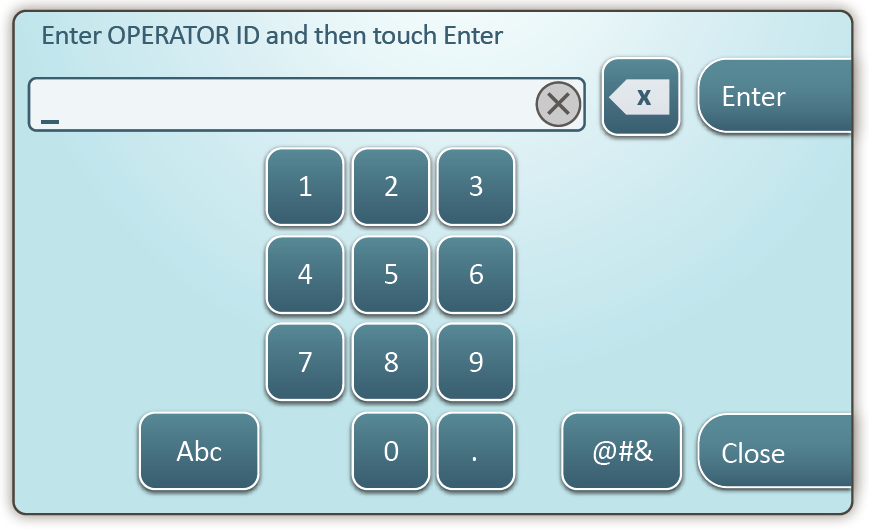 Enter OPERATOR ID and then touch Enter
_
x
Enter
1 2 3
4 5 6
7 8 9
Abc 0 . @#& Close